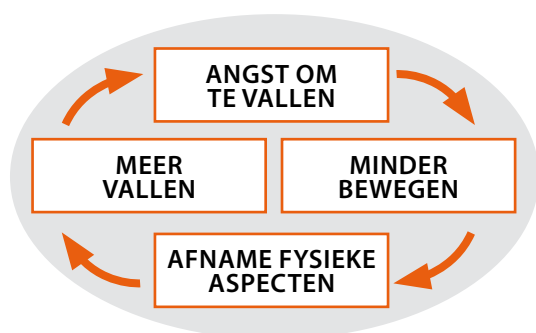 ANGST OM
TE VALLEN
MEER
VALLEN
MINDER
BEWEGEN
AFNAME FYSIEKE
ASPECTEN